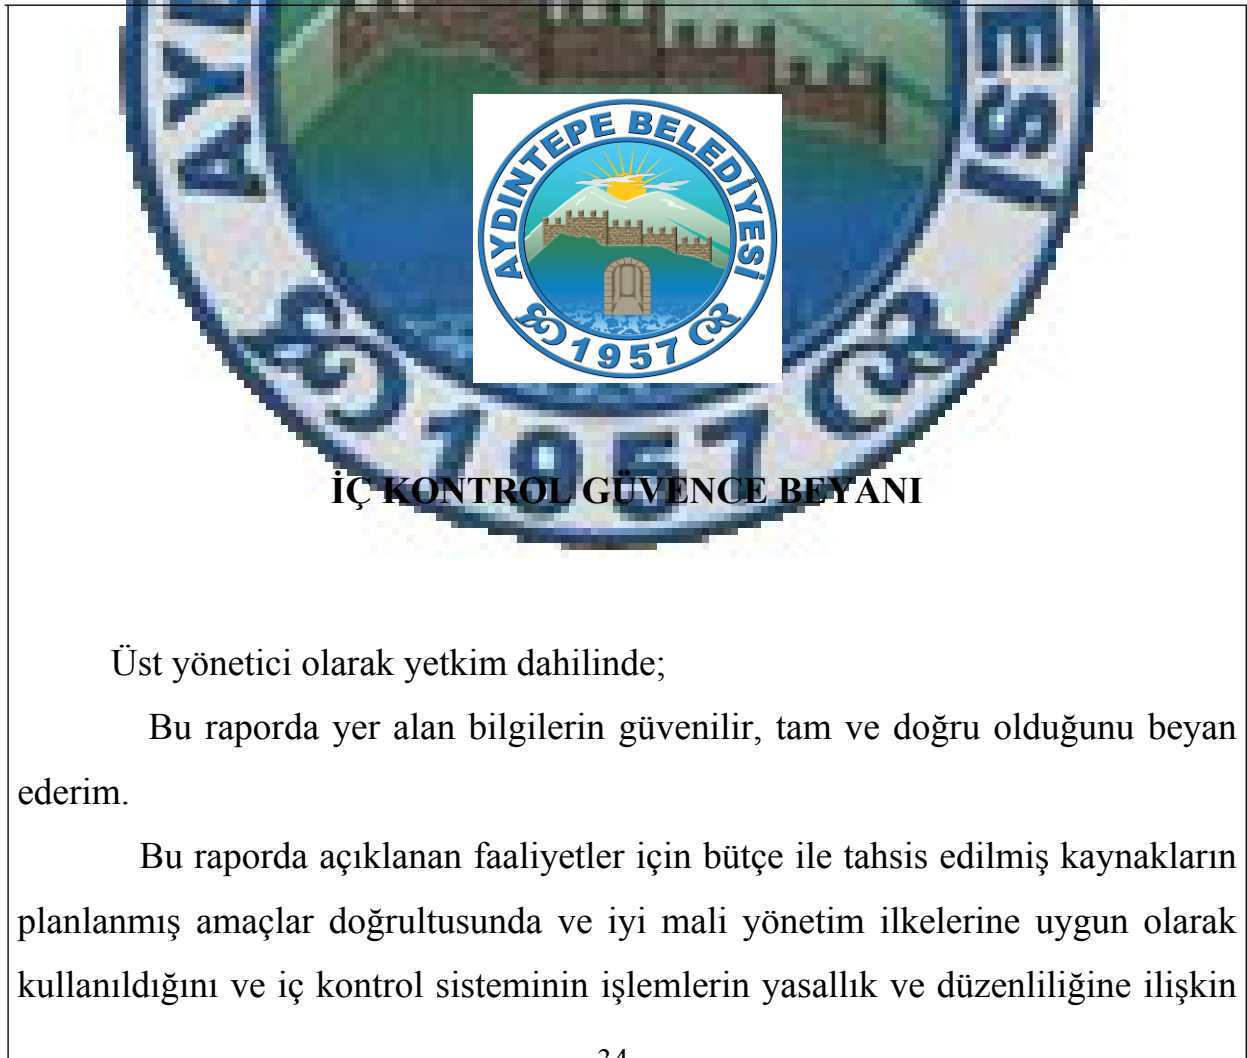 AYDINTEPE BELEDİYESİ
1957
ESİ
1957
İÇ KONTROL GÜVENCE BEYANI
Üst yönetici olarak yetkim dahilinde;
Bu raporda yer alan bilgilerin güvenilir, tam ve doğru olduğunu beyan
ederim.
Bu raporda açıklanan faaliyetler için bütçe ile tahsis edilmiş kaynakların
planlanmış amaçlar doğrultusunda ve iyi mali yönetim ilkelerine uygun olarak
kullanıldığını ve iç kontrol sisteminin işlemlerin yasallık ve düzenliliğine ilişkin